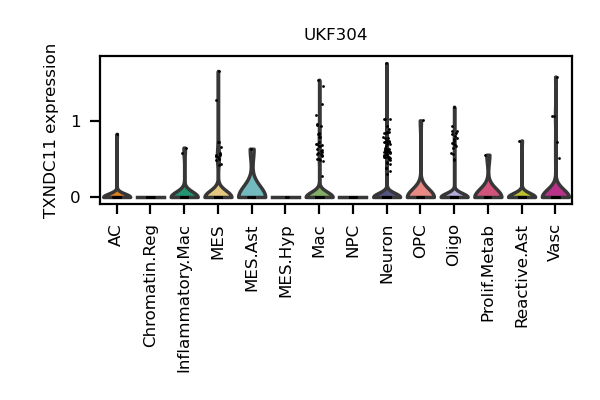 UKF304
TXNDC11 expression
1
0
AC
Chromatin.Reg
Inflammatory.Mac
MES
MES.Ast
MES.Hyp
Mac
NPC
Neuron
OPC
Oligo
Prolif.Metab
Reactive.Ast
Vasc